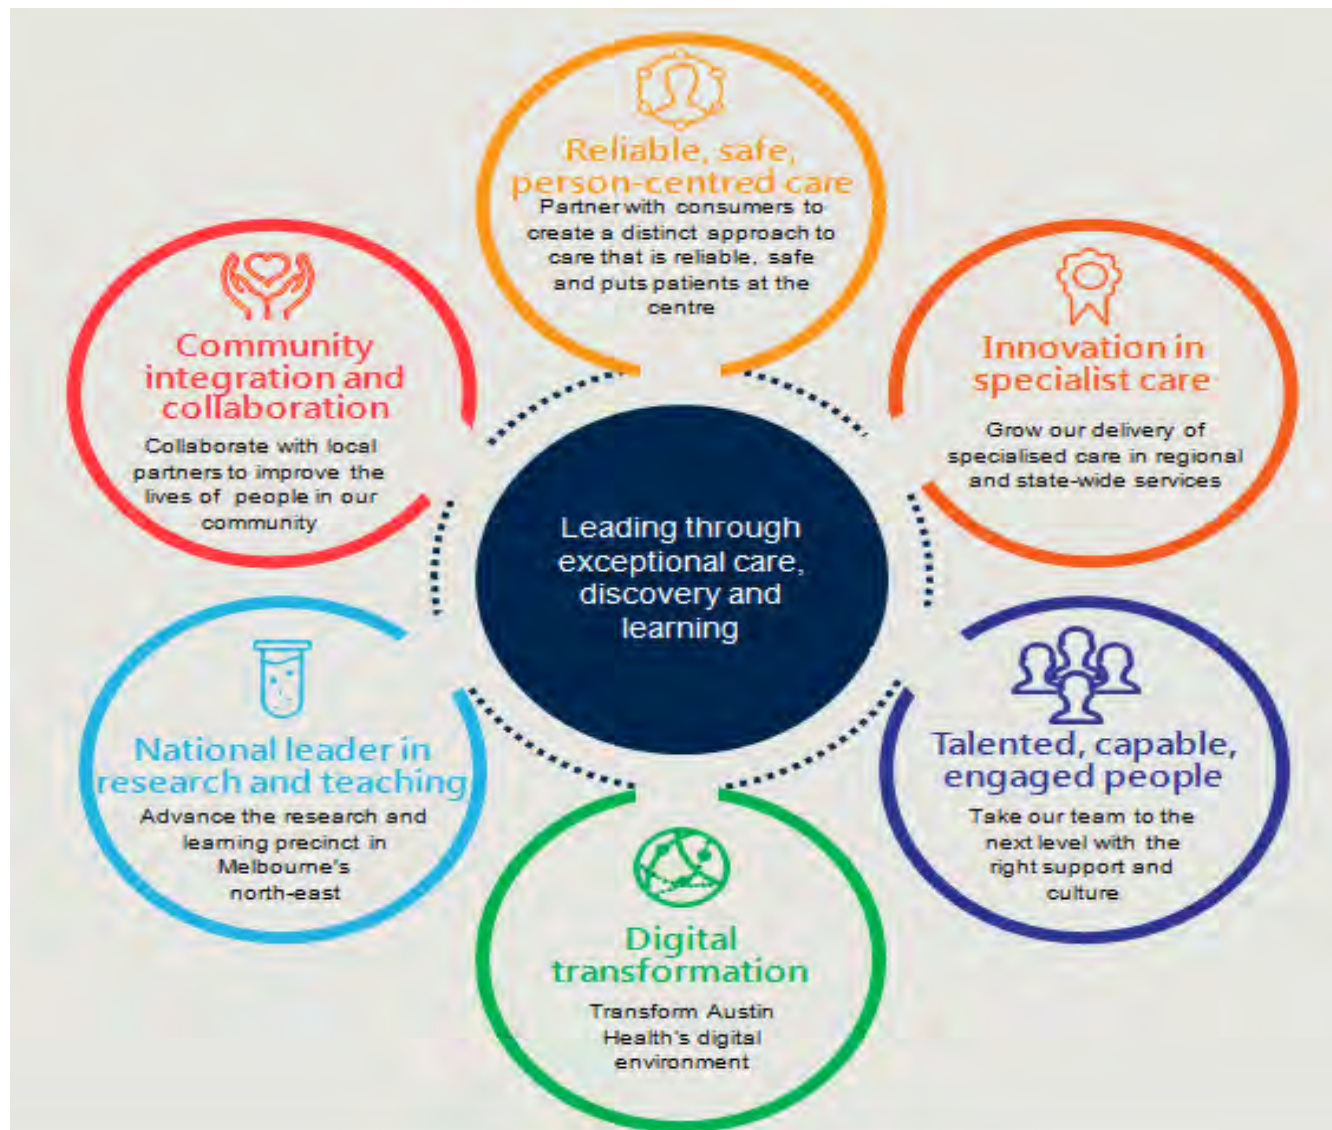 Reliable, safe,
person-centred care
Partner with consumers to
create a distinct approach to
care that is reliable, safe
and puts patients at the
centre
Innovation in
specialist care
Grow our delivery of
specialised care in regional
and state-wide services
Talented, capable,
engaged people
Take our team to the
next level with the
right support and
culture
Digital
transformation
Transform Austin
Health's digital
environment
National leader in
research and teaching
Advance the research and
learning precinct in
Melbourne's
north-east
Community
integration and
collaboration
Collaborate with local
partners to improve the
lives of people in our
community
Leading through
exceptional care,
discovery and
learning